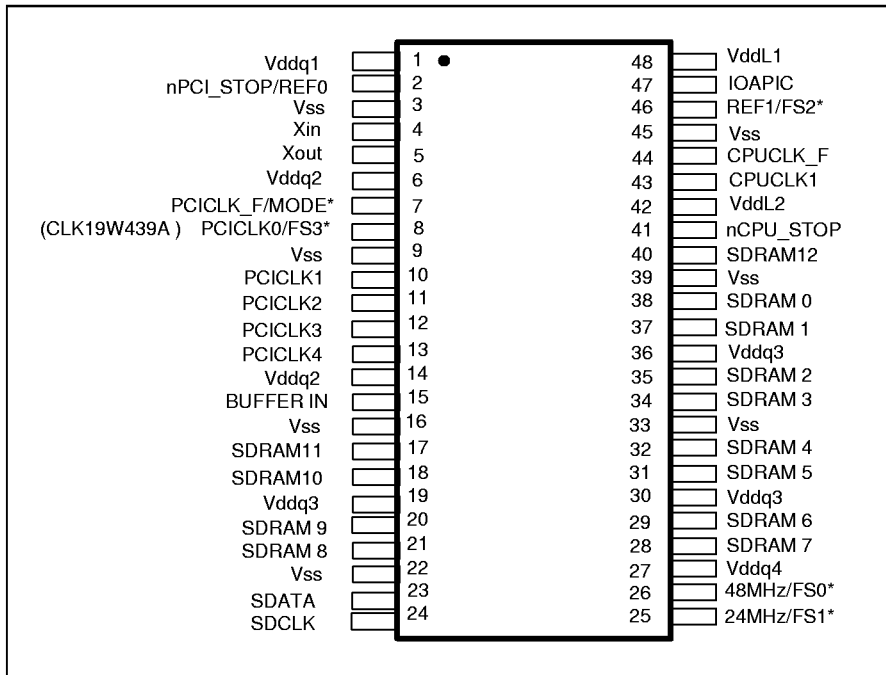 Vddq1 1 48 VddL1
nPCI_STOP/REF0 2 47 IOAPIC
Vss 3 46 REF1/FS2*
Xin 4 45 Vss
Xout 5 44 CPUCLK_F
Vddq2 6 43 CPUCLK1
PCICLK_F/MODE* 7 42 VddL2
(CLK19W439A ) PCICLK0/FS3* 8 41 nCPU_STOP
Vss 9 40 SDRAM12
PCICLK1 10 39 Vss
PCICLK2 11 38 SDRAM 0
PCICLK3 12 37 SDRAM 1
PCICLK4 13 36 Vddq3
Vddq2 14 35 SDRAM 2
BUFFER IN 15 34 SDRAM 3
Vss 16 33 Vss
SDRAM11 17 32 SDRAM 4
SDRAM10 18 31 SDRAM 5
Vddq3 19 30 Vddq3
SDRAM 9 20 29 SDRAM 6
SDRAM 8 21 28 SDRAM 7
Vss 22 27 Vddq4
SDATA 23 26 48MHz/FS0*
SDCLK 24 25 24MHz/FS1*